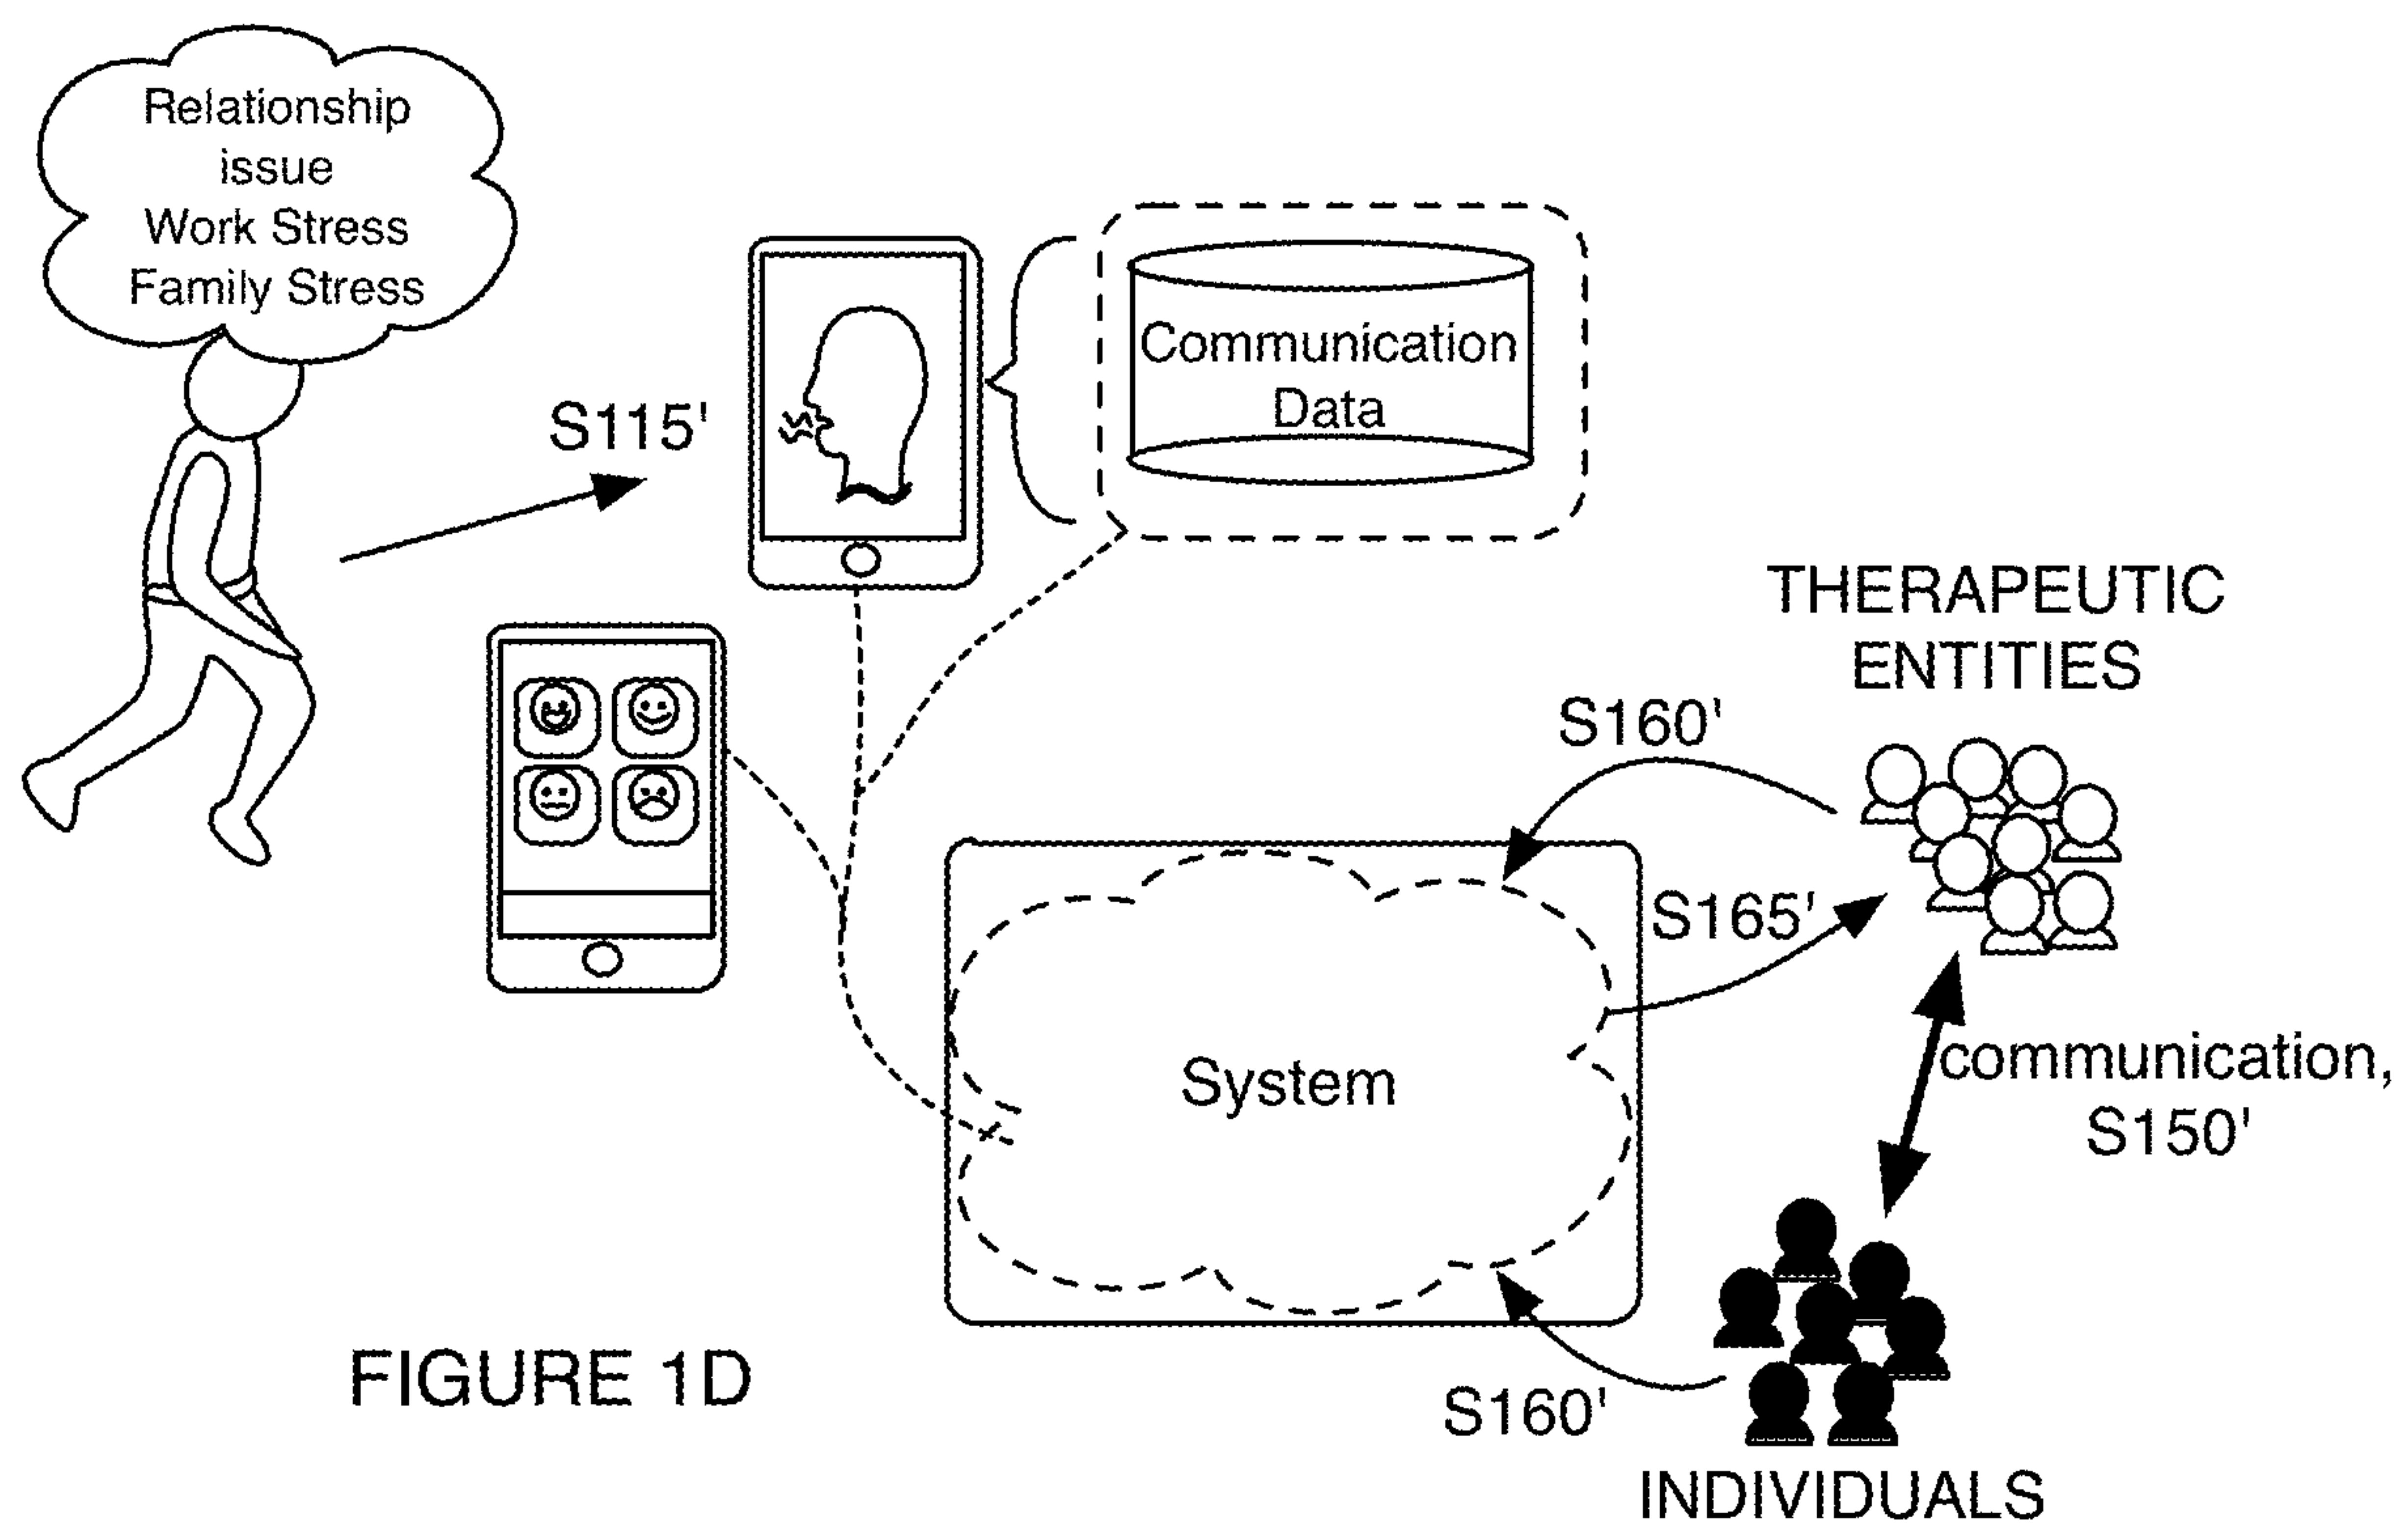 Relationship
issue
Work Stress
Family Stress
S115'
Communication
Data
THERAPEUTIC
ENTITIES
S160'
S165'
System
communication,
S150'
S160'
INDIVIDUALS
FIGURE 1D